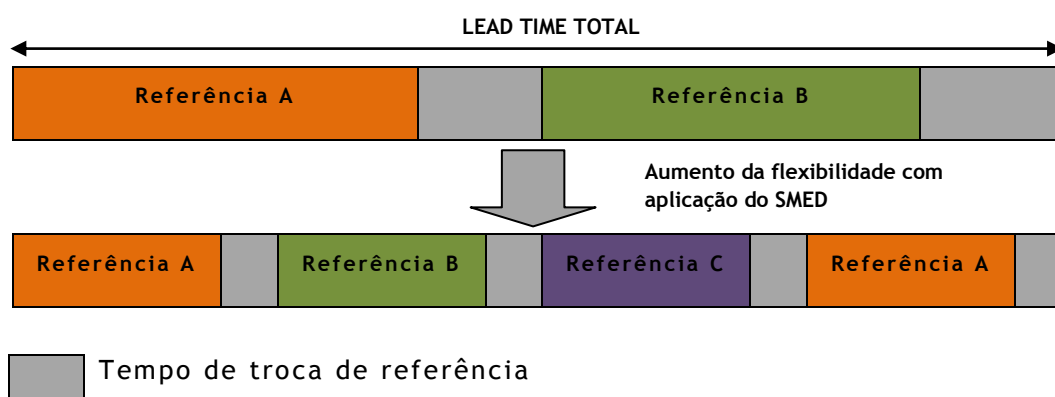 LEAD TIME TOTAL
Referência A
Referência B
Aumento da flexibilidade com
aplicação do SMED
Referência A
Referência B
Referência C
Referência A
Tempo de troca de referência